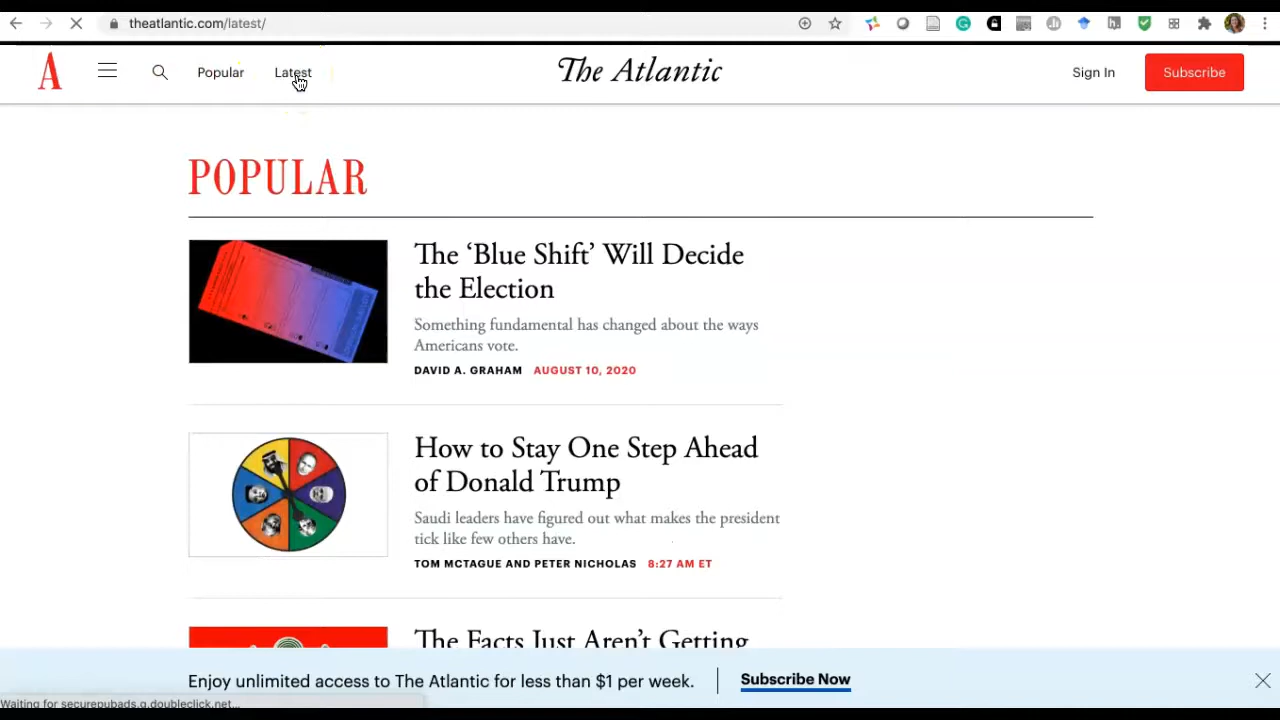 theatlantic.com/latest/
A
Popular
Latest
The Atlantic
Sign In
Subscribe
POPULAR
The ‘Blue Shift’ Will Decide
the Election
Something fundamental has changed about the ways
Americans vote.
DAVID A. GRAHAM AUGUST 10, 2020
How to Stay One Step Ahead
of Donald Trump
Saudi leaders have figured out what makes the president
tick like few others have.
TOM MCTAGUE AND PETER NICHOLAS 8:27 AM ET
The Facts Just Aren’t Getting
Enjoy unlimited access to The Atlantic for less than $1 per week.
Subscribe Now
Waiting for securepubads.g.doubleclick.net...